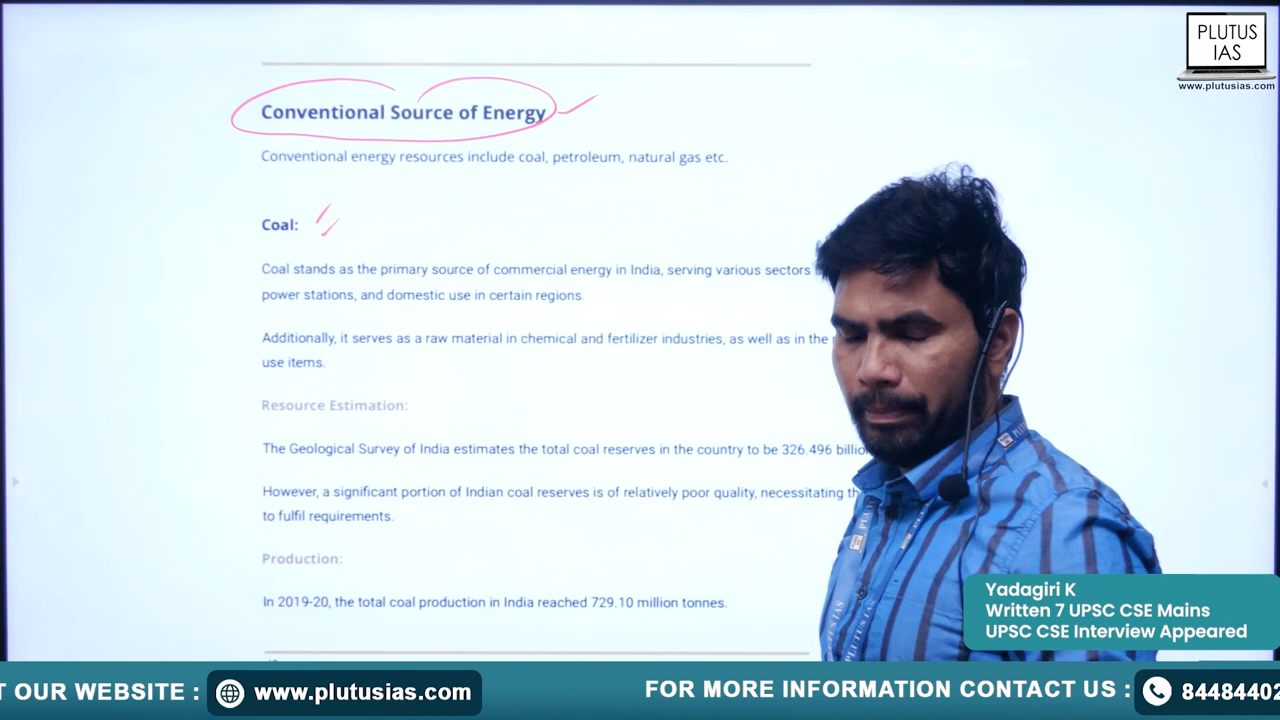 PLUTUS
IAS
www.plutusias.com
Conventional Source of Energy
Conventional energy resources include coal, petroleum, natural gas etc.
Coal:
Coal stands as the primary source of commercial energy in India, serving various sectors
power stations, and domestic use in certain regions.
Additionally, it serves as a raw material in chemical and fertilizer industries, as well as in the
use items.
Resource Estimation:
The Geological Survey of India estimates the total coal reserves in the country to be 326.496 billio
However, a significant portion of Indian coal reserves is of relatively poor quality, necessitating th
to fulfil requirements.
Production:
In 2019-20, the total coal production in India reached 729.10 million tonnes.
Yadagiri K
Written 7 UPSC CSE Mains
UPSC CSE Interview Appeared
T OUR WEBSITE : www.plutusias.com FOR MORE INFORMATION CONTACT US : 84484402